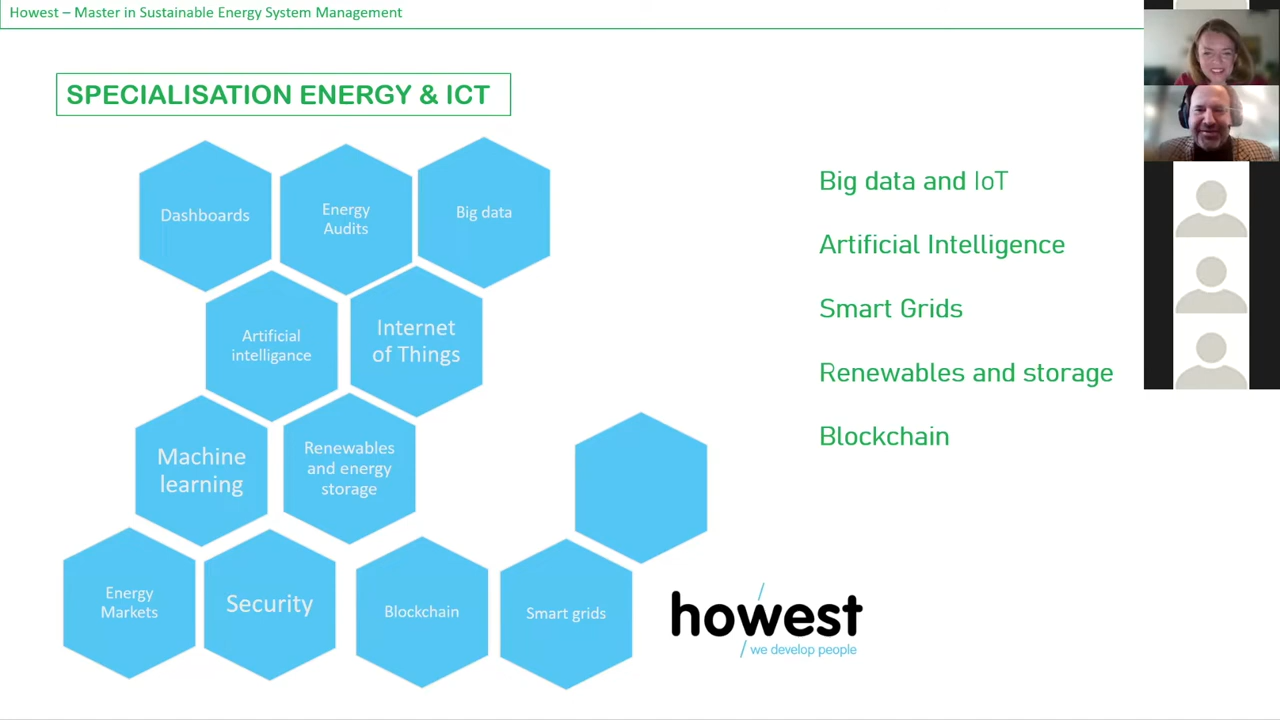 Howest – Master in Sustainable Energy System Management
SPECIALISATION ENERGY & ICT
Dashboards
Energy
Audits
Big data
Artificial
intelligance
Internet
of Things
Machine
learning
Renewables
and energy
storage
Energy
Markets
Security
Blockchain
Smart grids
Big data and IoT
Artificial Intelligence
Smart Grids
Renewables and storage
Blockchain
howest
we develop people